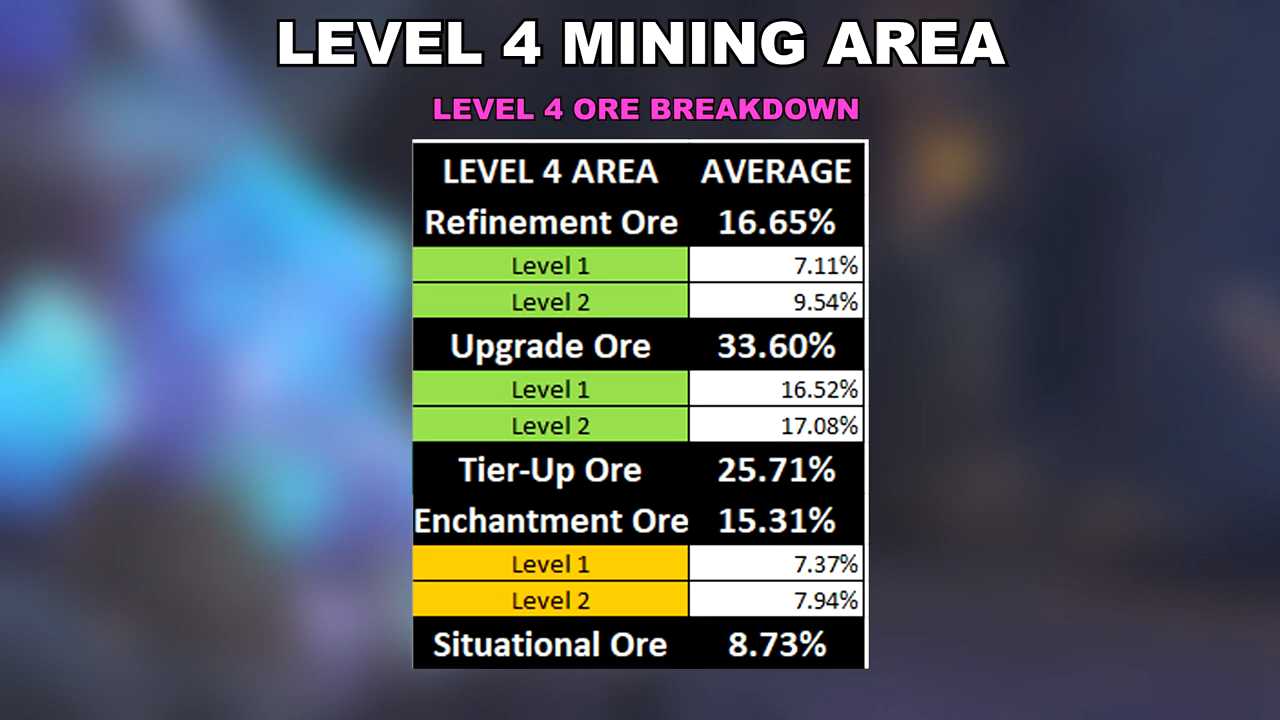 LEVEL 4 MINING AREA
LEVEL 4 ORE BREAKDOWN
LEVEL 4 AREA AVERAGE
Refinement Ore 16.65%
Level 1 7.11%
Level 2 9.54%
Upgrade Ore 33.60%
Level 1 16.52%
Level 2 17.08%
Tier-Up Ore 25.71%
Enchantment Ore 15.31%
Level 1 7.37%
Level 2 7.94%
Situational Ore 8.73%